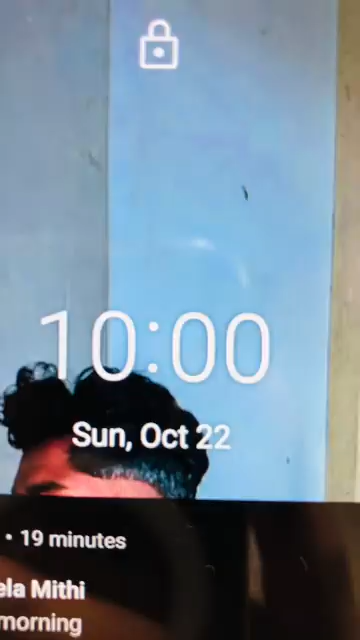 10:00
Sun, Oct 22
• 19 minutes
ela Mithi
morning